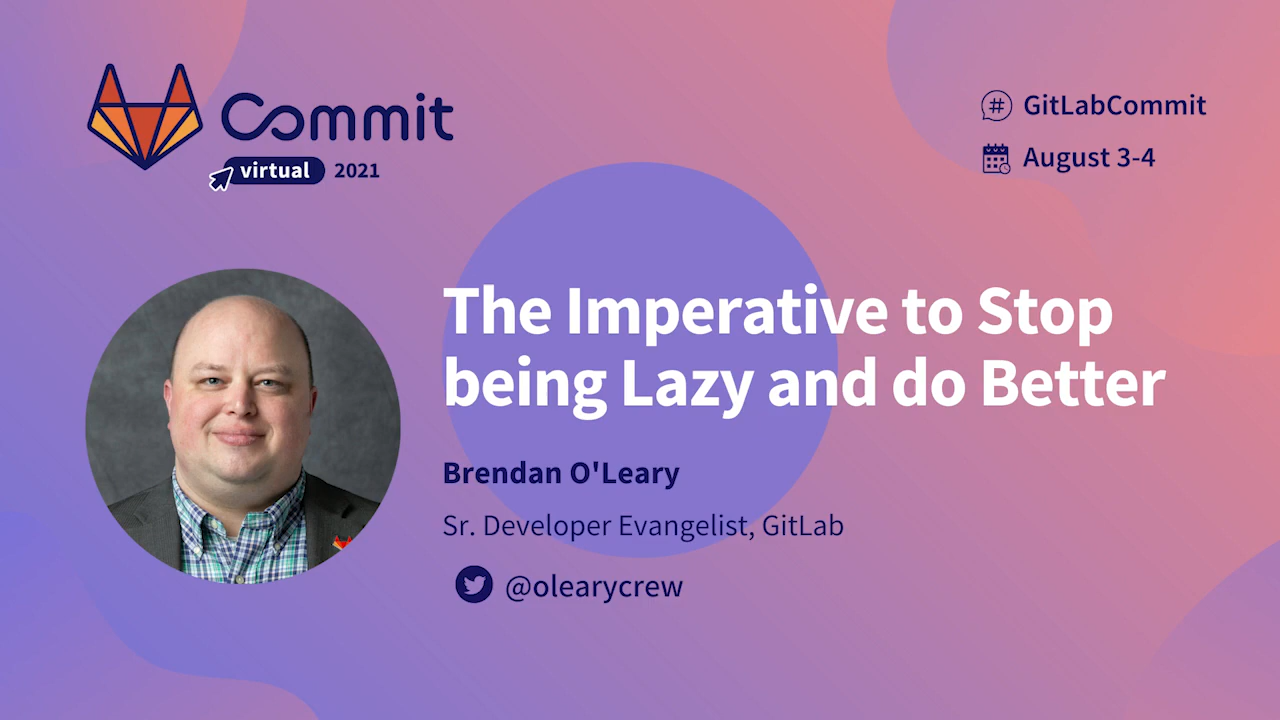 Commit
virtual 2021
# GitLabCommit
August 3-4
The Imperative to Stop
being Lazy and do Better
Brendan O'Leary
Sr. Developer Evangelist, GitLab
@olearycrew